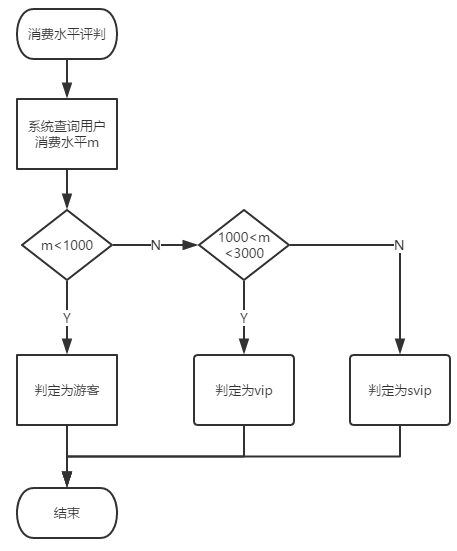 消费水平评判
系统查询用户
消费水平m
m<1000
N
1000<m
<3000
N
Y
Y
判定为游客
判定为vip
判定为svip
结束